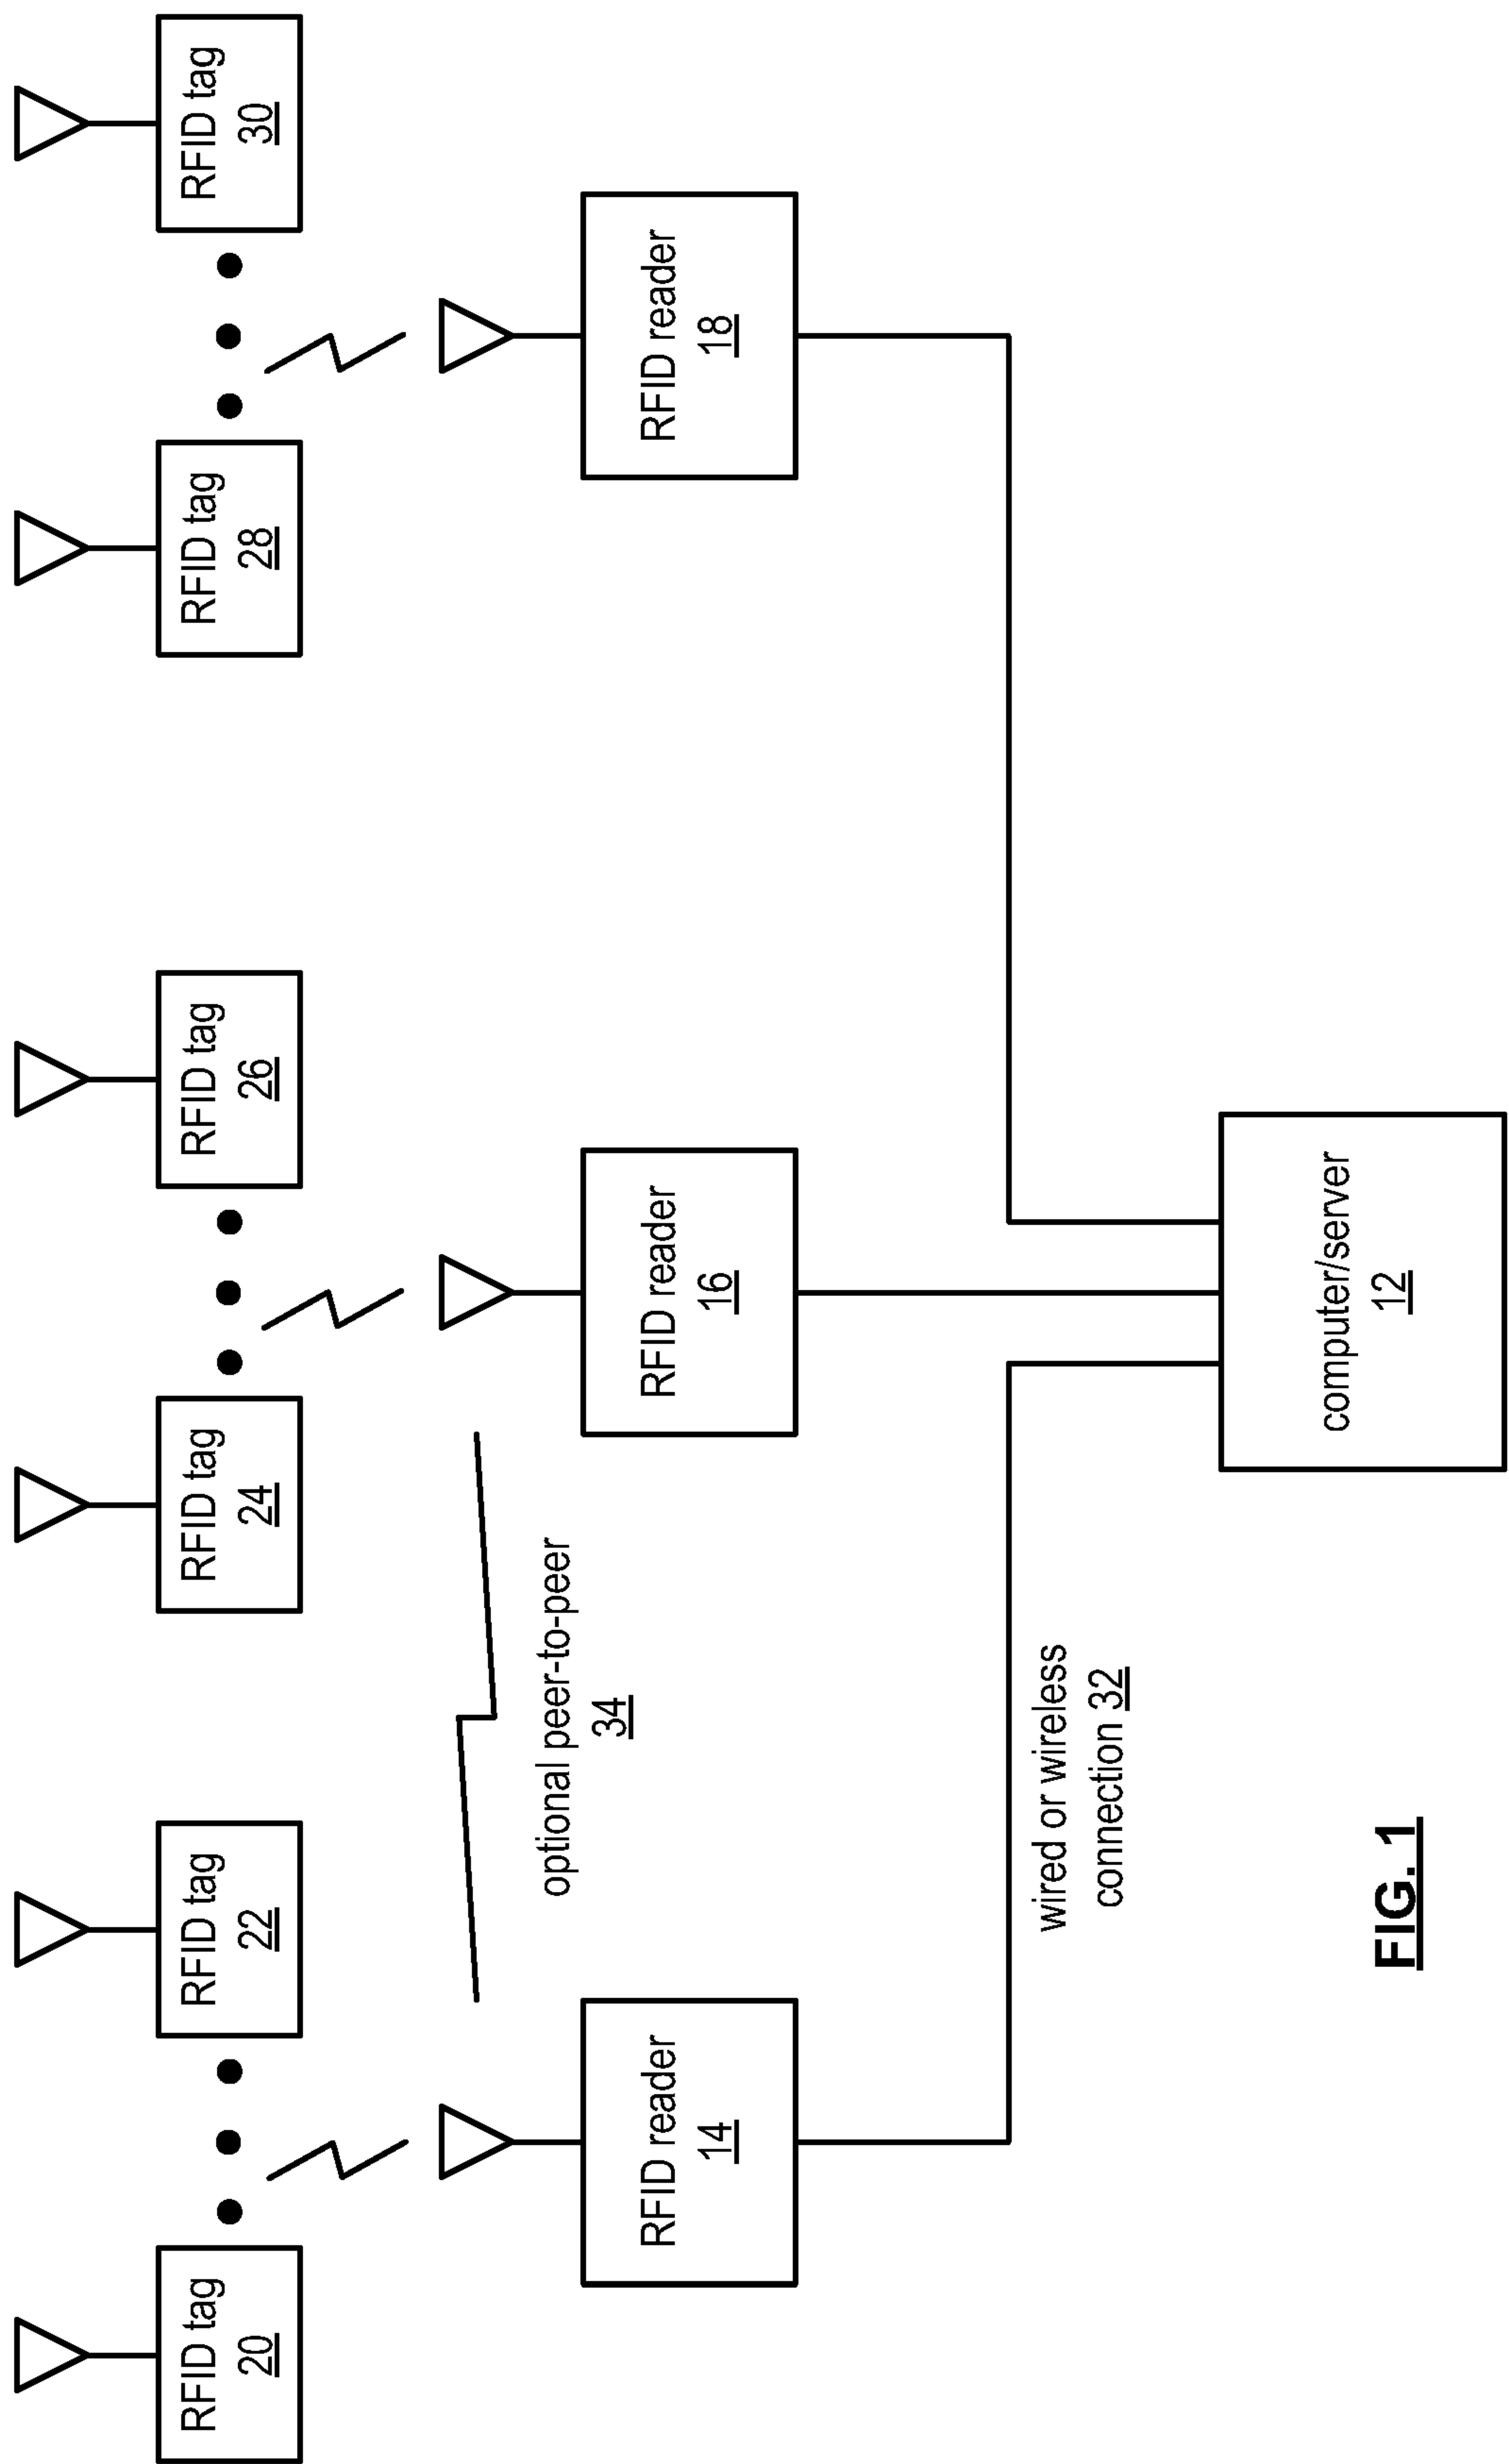 RFID tag
20
RFID tag
22
RFID tag
24
RFID tag
26
RFID tag
28
RFID tag
30
optional peer-to-peer
34
RFID reader
14
RFID reader
16
RFID reader
18
wired or wireless
connection 32
computer/server
12
FIG. 1